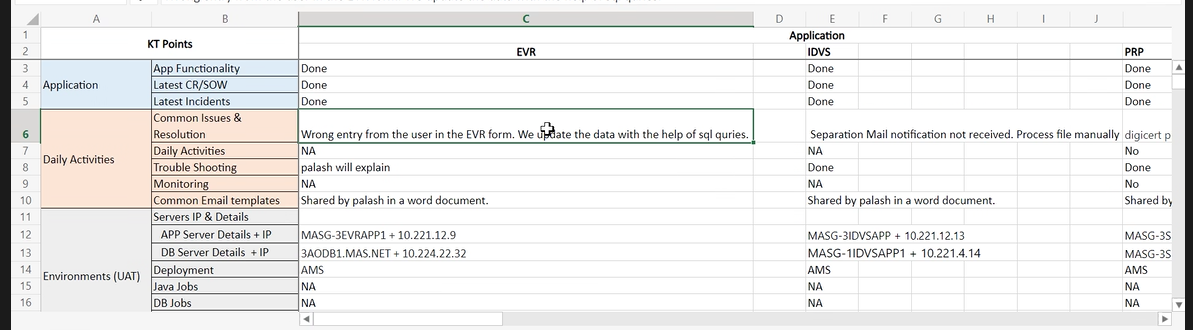 A B C D E F G H I J
1 KT Points Application
2 EVR IDVS PRP
3 Application App Functionality Done Done Done
4 Latest CR/SOW Done Done Done
5 Latest Incidents Done Done Done
6 Daily Activities Common Issues & Resolution Wrong entry from the user in the EVR form. We update the data with the help of sql quries. Separation Mail notification not received. Process file manually digicert p
7 Daily Activities NA NA No
8 Trouble Shooting palash will explain Done Done
9 Monitoring NA NA No
10 Common Email templates Shared by palash in a word document. Shared by palash in a word document. Shared by
11 Environments (UAT) Servers IP & Details
12 APP Server Details + IP MASG-3EVRAPP1 + 10.221.12.9 MASG-3IDVSAPP + 10.221.12.13 MASG-3S
13 DB Server Details + IP 3AODB1.MAS.NET + 10.224.22.32 MASG-1IDVSAPP1 + 10.221.4.14 MASG-3S
14 Deployment AMS AMS AMS
15 Java Jobs NA NA NA
16 DB Jobs NA NA NA